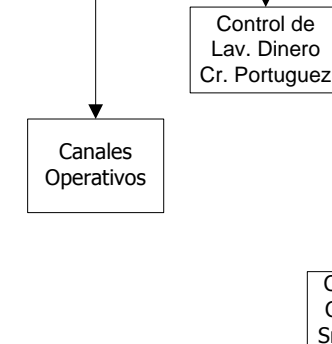 Control de
Lav. Dinero
Cr. Portuguez
Canales
Operativos